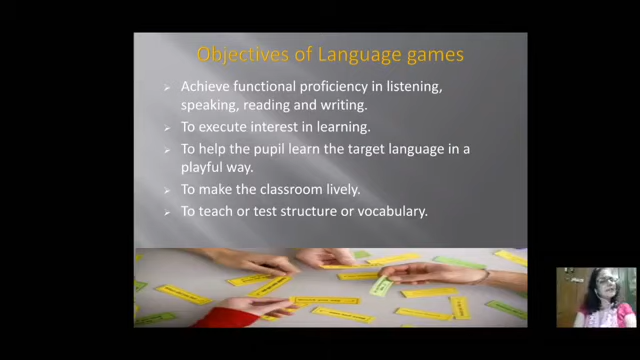 Objectives of Language games
Achieve functional proficiency in listening,
speaking, reading and writing.
To execute interest in learning.
To help the pupil learn the target language in a
playful way.
To make the classroom lively.
To teach or test structure or vocabulary.